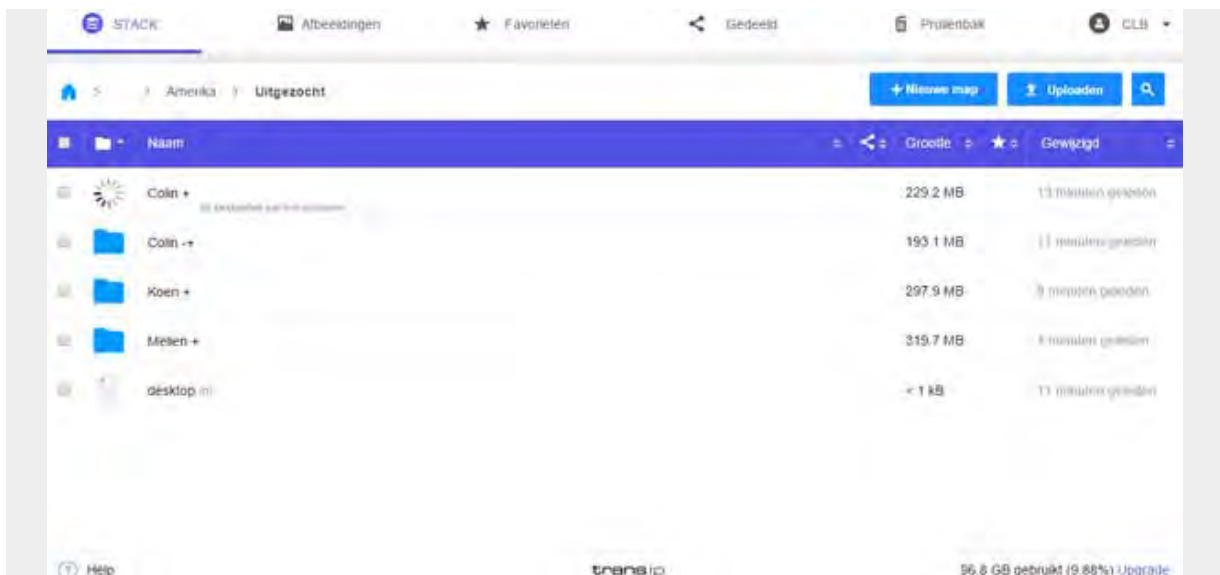 STACK Afbeeldingen Favorieten Gedeeld Prullenbak CLB
Amerika Uitgezocht + Nieuwe map Uploaden
Naam Grootte Gewijzigd
Colin + 229.2 MB 13 minuten geleden
Colin -+ 193.1 MB 11 minuten geleden
Koen + 297.9 MB 9 minuten geleden
Melien + 319.7 MB minuten geleden
desktop.ini < 1 kB 11 minuten geleden
Help transip 96.8 GB gebruikt (9.88%) Upgrade